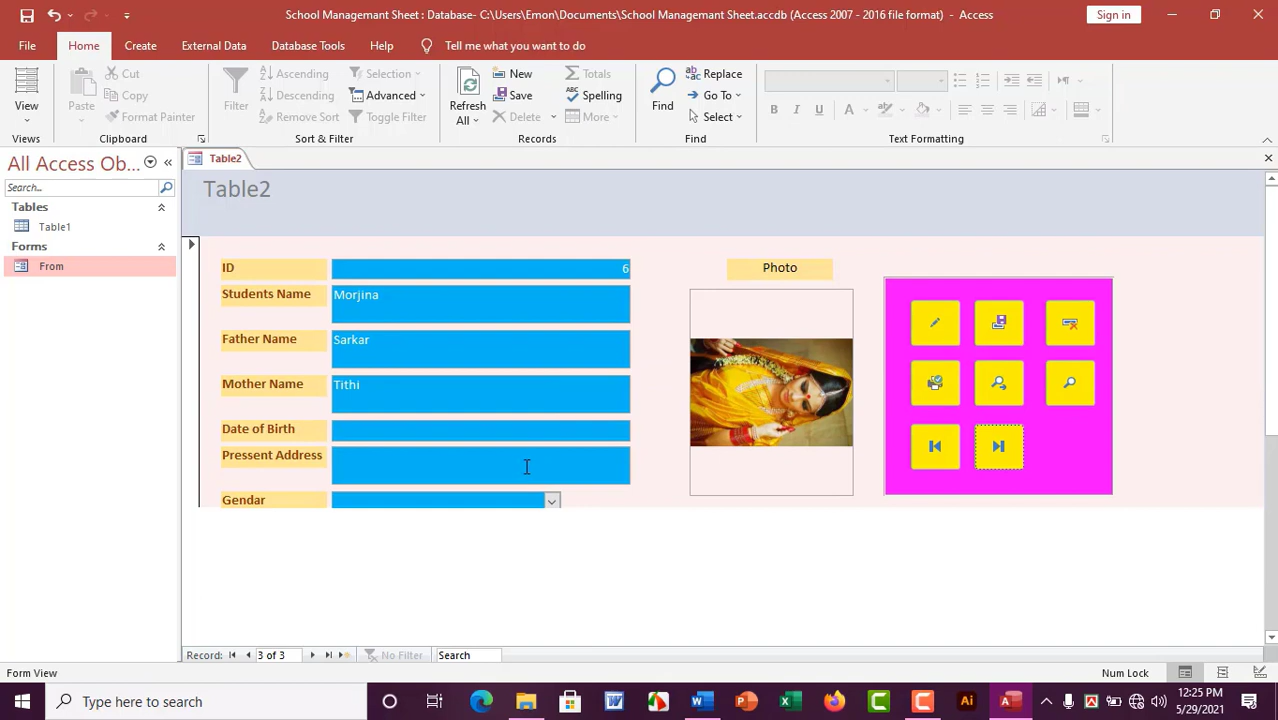 School Managamant Sheet : Database- C:\Users\Emon\Documents\School Managamant Sheet.accdb (Access 2007 - 2016 file format) - Access
Sign in
File Home Create External Data Database Tools Help Tell me what you want to do
View
Views
Paste
Cut
Copy
Format Painter
Clipboard
Filter
Ascending
Descending
Remove Sort
Selection
Advanced
Toggle Filter
Sort & Filter
Refresh
All
New
Save
Delete
Totals
Spelling
More
Records
Find
Replace
Go To
Select
Find
Text Formatting
All Access Ob...
Search...
Tables
Table1
Forms
From
Table2
Table2
ID 6
Students Name Morjina
Father Name Sarkar
Mother Name Tithi
Date of Birth
Pressent Address
Gendar
Photo
Record: 3 of 3 No Filter Search
Form View
Num Lock
Type here to search
12:25 PM
5/29/2021